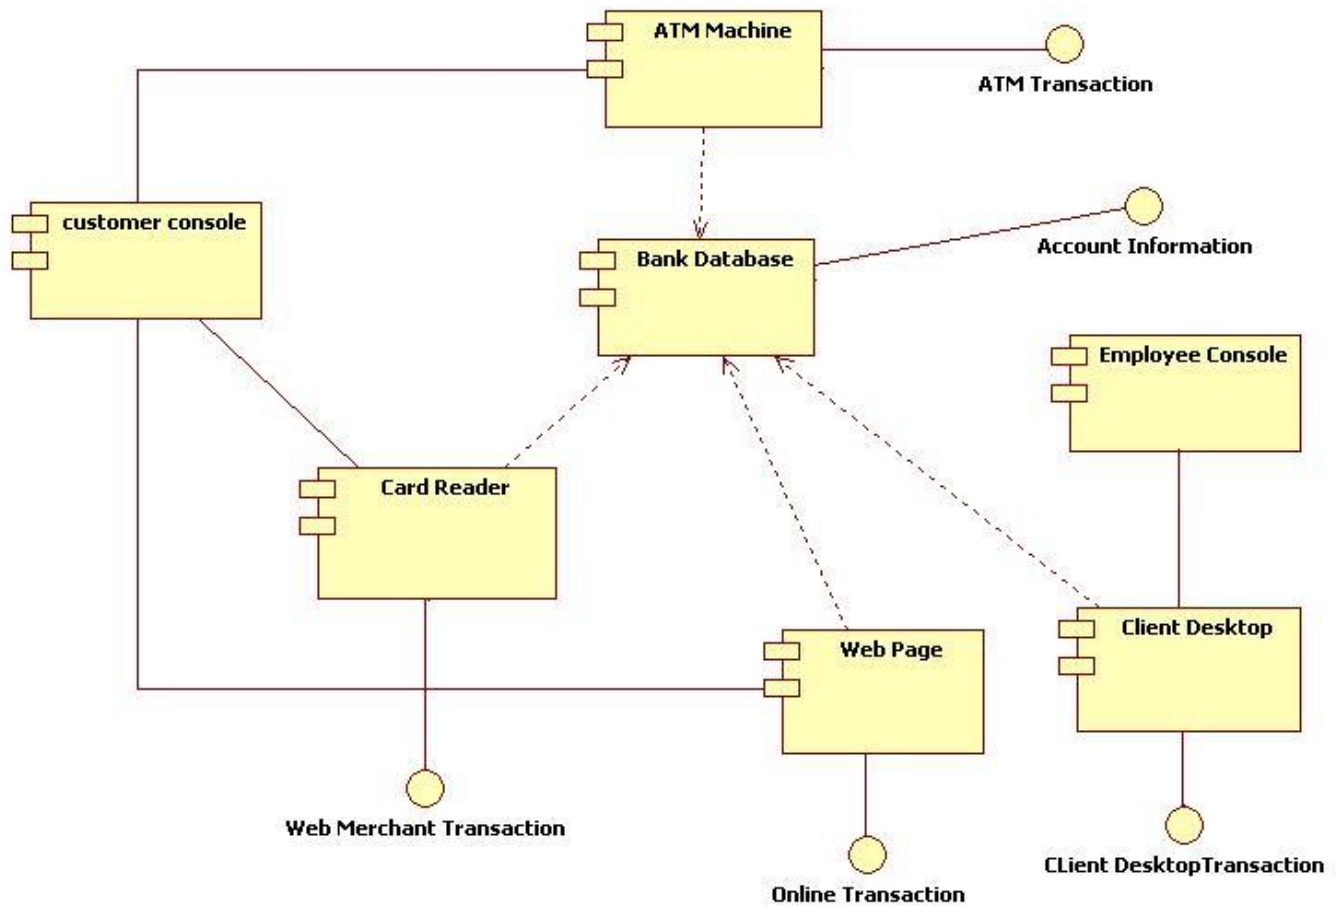 ATM Machine
ATM Transaction
customer console
Bank Database
Account Information
Employee Console
Card Reader
Client Desktop
Web Page
Web Merchant Transaction
CLient DesktopTransaction
Online Transaction